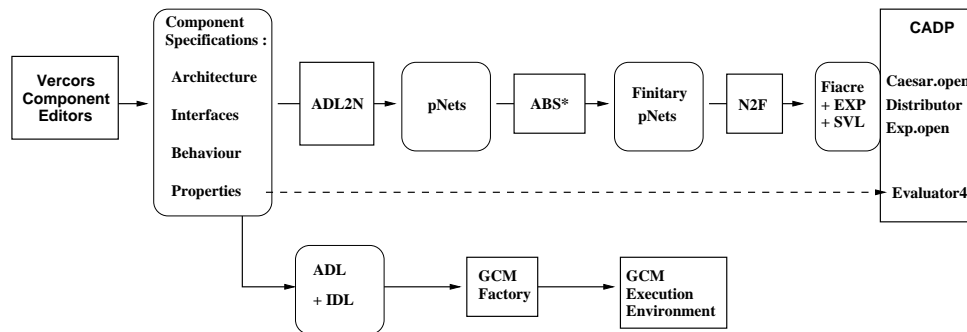 Vercors
Component
Editors
Component
Specifications :
Architecture
Interfaces
Behaviour
Properties
ADL2N
pNets
ABS*
Finitary
pNets
N2F
Fiacre
+ EXP
+ SVL
CADP
Caesar.open
Distributor
Exp.open
Evaluator4
ADL
+ IDL
GCM
Factory
GCM
Execution
Environment